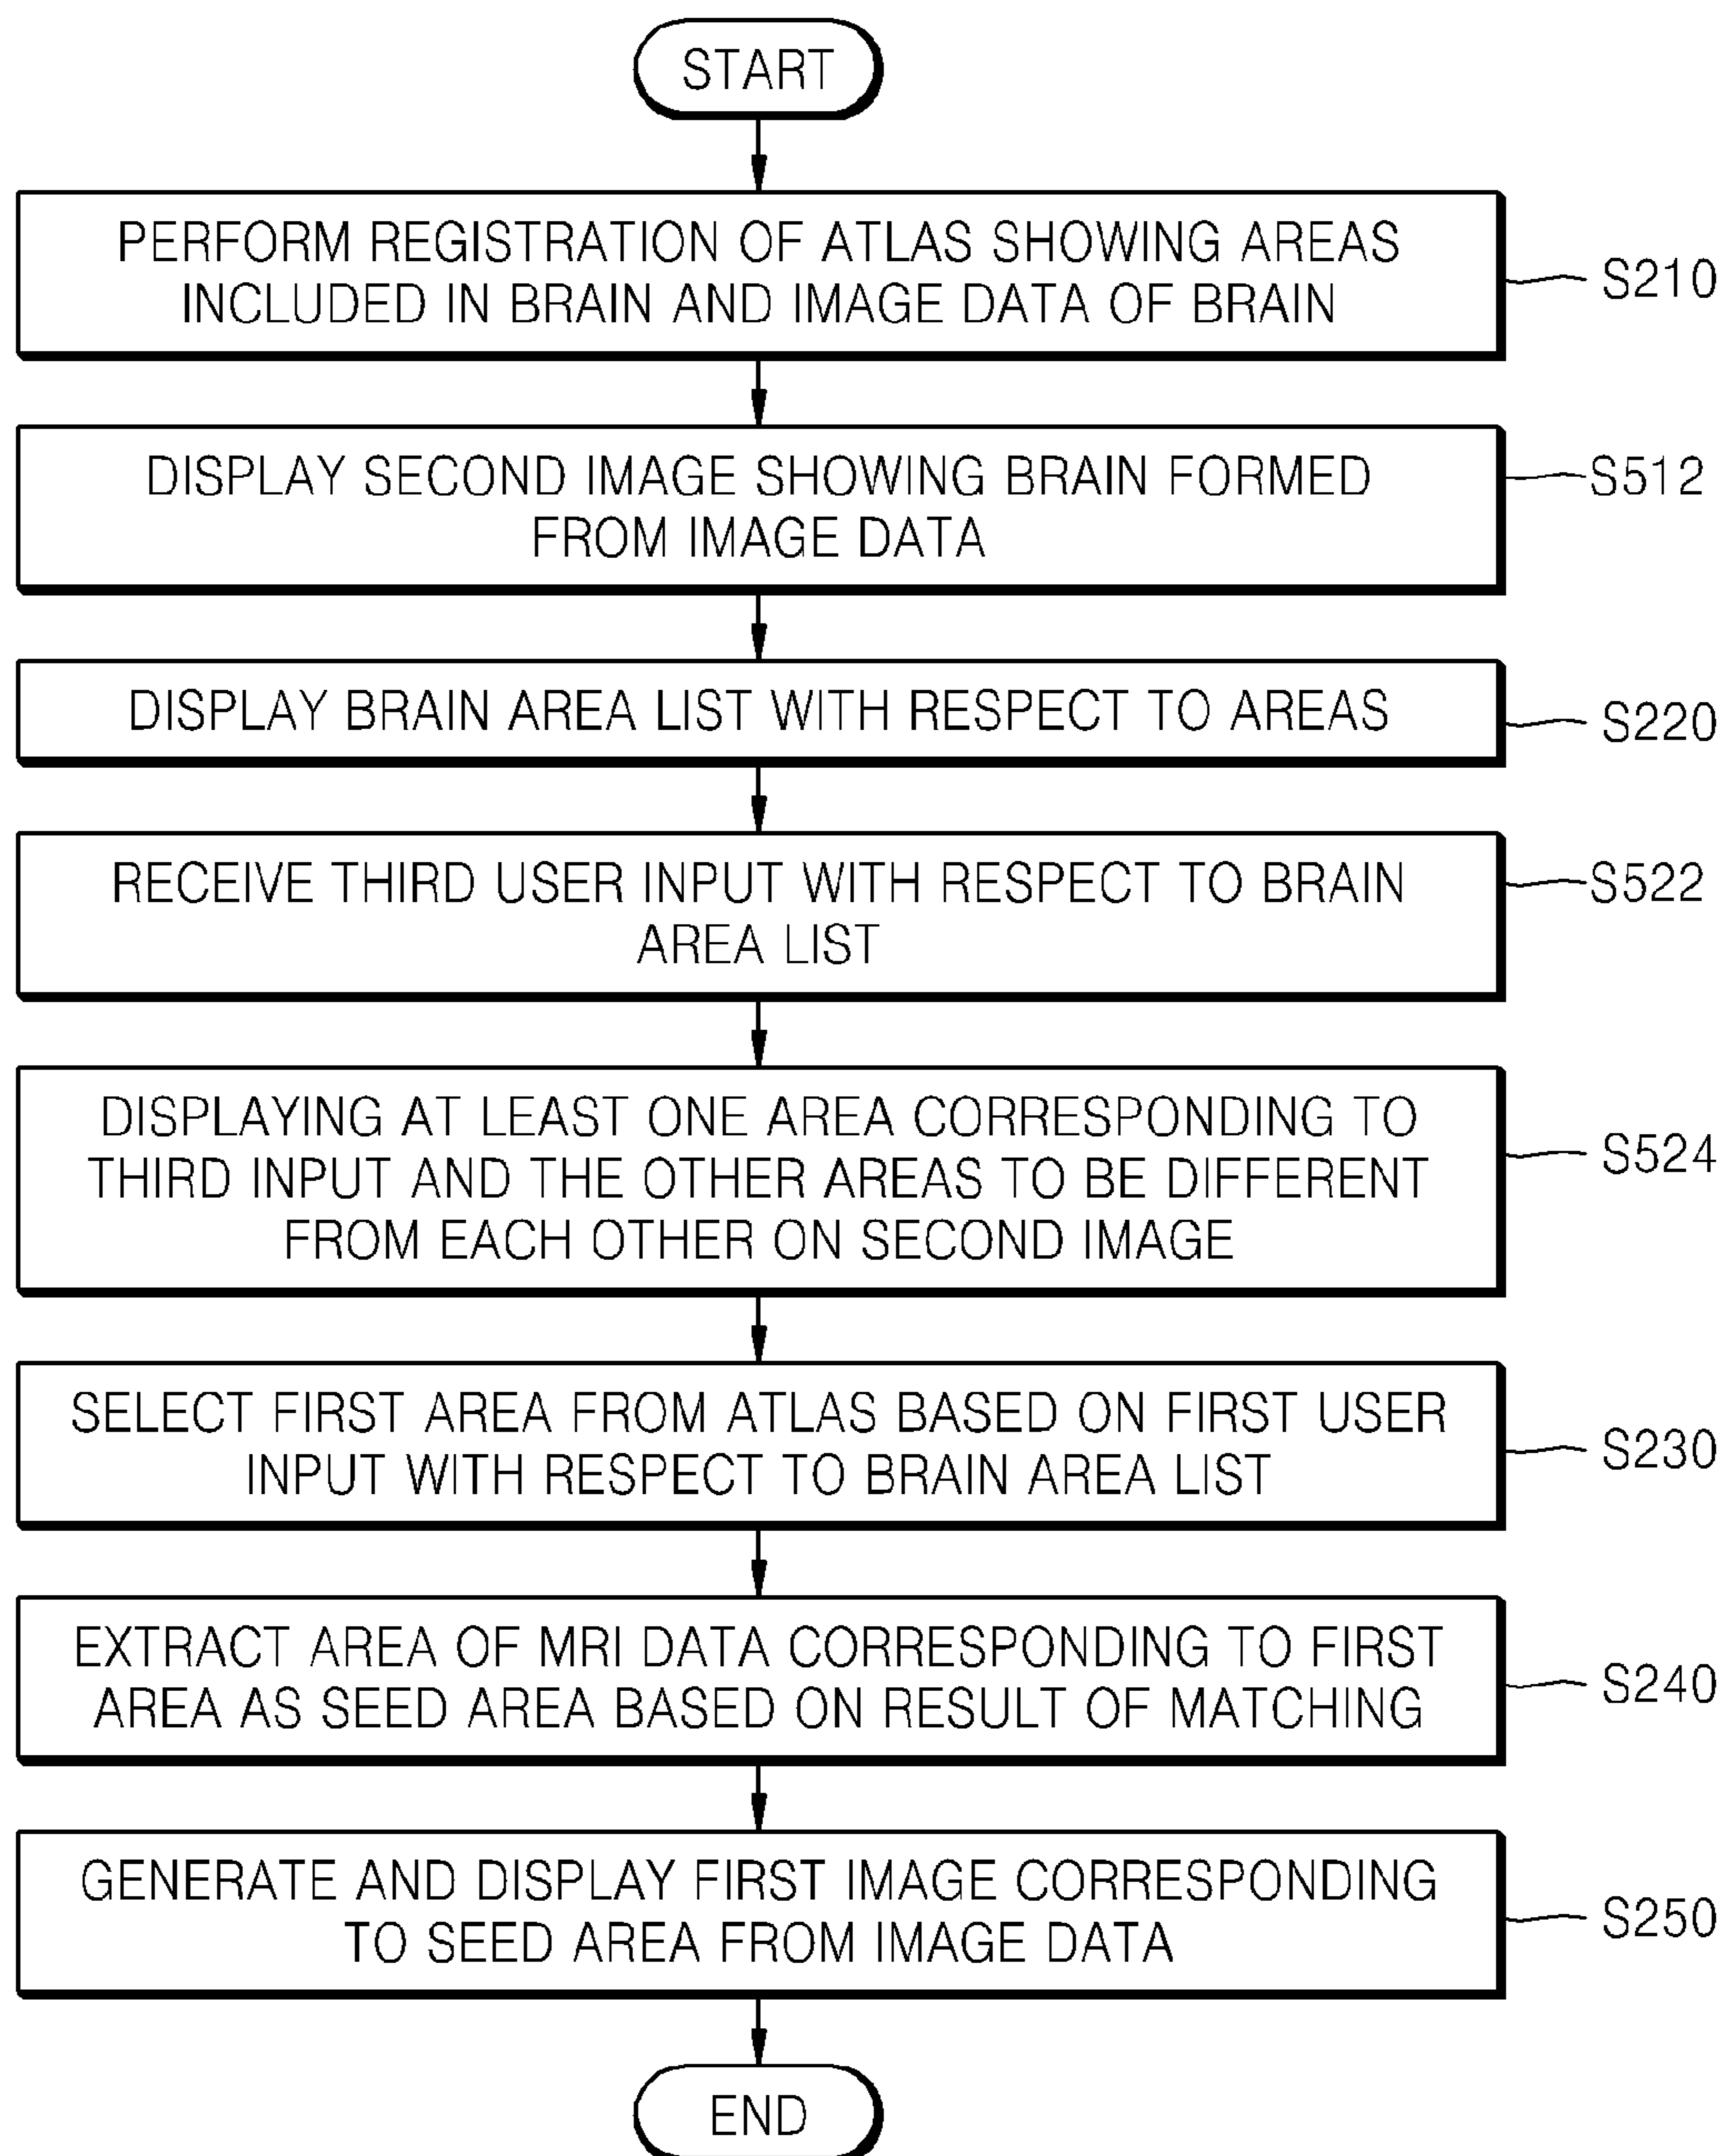 START
PERFORM REGISTRATION OF ATLAS SHOWING AREAS
INCLUDED IN BRAIN AND IMAGE DATA OF BRAIN
S210
DISPLAY SECOND IMAGE SHOWING BRAIN FORMED
FROM IMAGE DATA
S512
DISPLAY BRAIN AREA LIST WITH RESPECT TO AREAS
S220
RECEIVE THIRD USER INPUT WITH RESPECT TO BRAIN
AREA LIST
S522
DISPLAYING AT LEAST ONE AREA CORRESPONDING TO
THIRD INPUT AND THE OTHER AREAS TO BE DIFFERENT
FROM EACH OTHER ON SECOND IMAGE
S524
SELECT FIRST AREA FROM ATLAS BASED ON FIRST USER
INPUT WITH RESPECT TO BRAIN AREA LIST
S230
EXTRACT AREA OF MRI DATA CORRESPONDING TO FIRST
AREA AS SEED AREA BASED ON RESULT OF MATCHING
S240
GENERATE AND DISPLAY FIRST IMAGE CORRESPONDING
TO SEED AREA FROM IMAGE DATA
S250
END